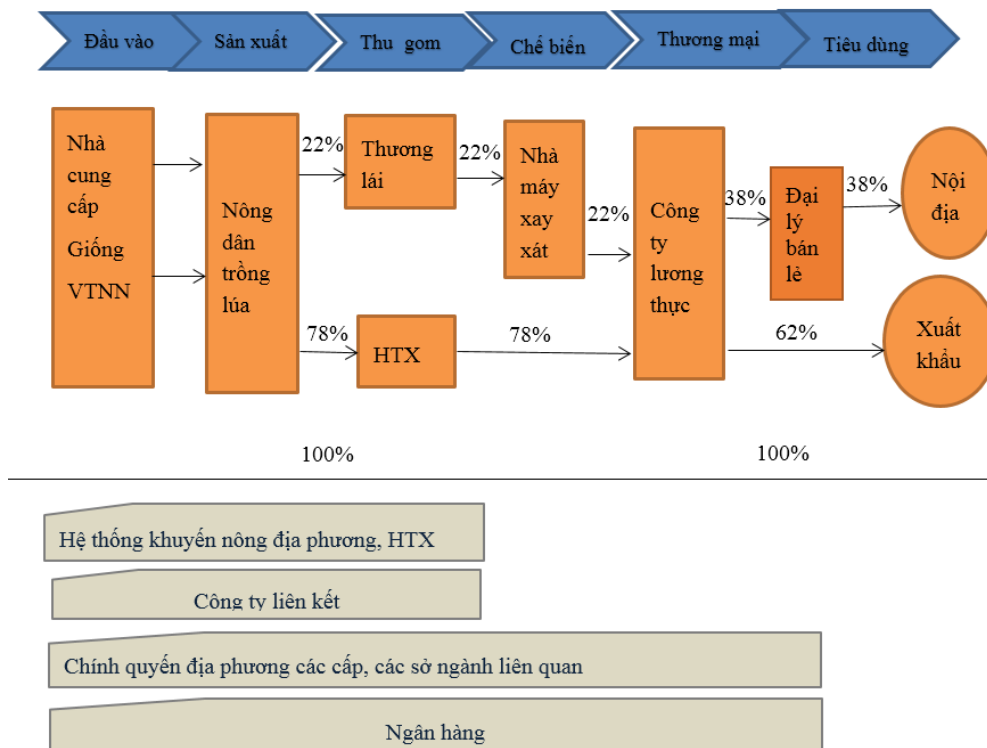 Đầu vào
Sản xuất
Thu gom
Chế biến
Thương mại
Tiêu dùng
Nhà
cung
cấp
Giống
VTNN
Nông
dân
trồng
lúa
22%
Thương
lái
22%
Nhà
máy
xay
xát
22%
Công
ty
lương
thực
38%
Đại
lý
bán
lẻ
38%
Nội
địa
78%
HTX
78%
62%
Xuất
khẩu
100%
100%
Hệ thống khuyến nông địa phương, HTX
Công ty liên kết
Chính quyền địa phương các cấp, các sở ngành liên quan
Ngân hàng